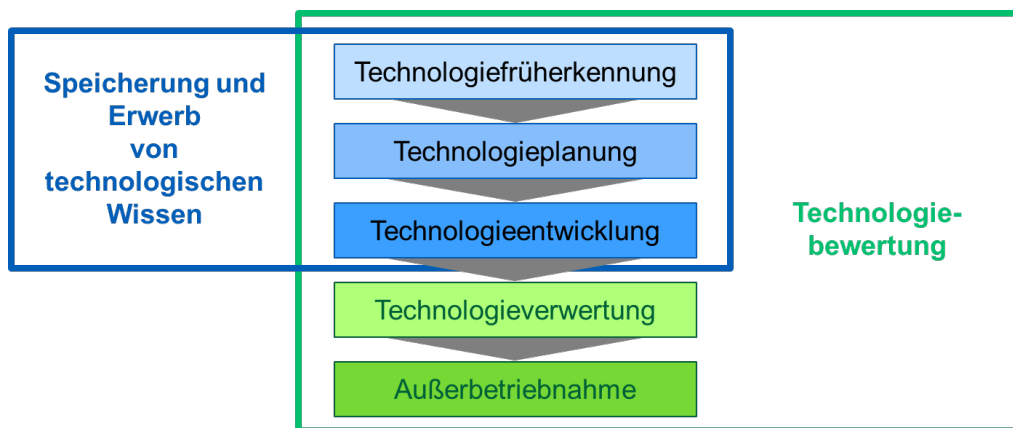 Speicherung und
Erwerb
von
technologischen
Wissen
Technologiefrüherkennung
Technologieplanung
Technologieentwicklung
Technologieverwertung
Außerbetriebnahme
Technologie-
bewertung